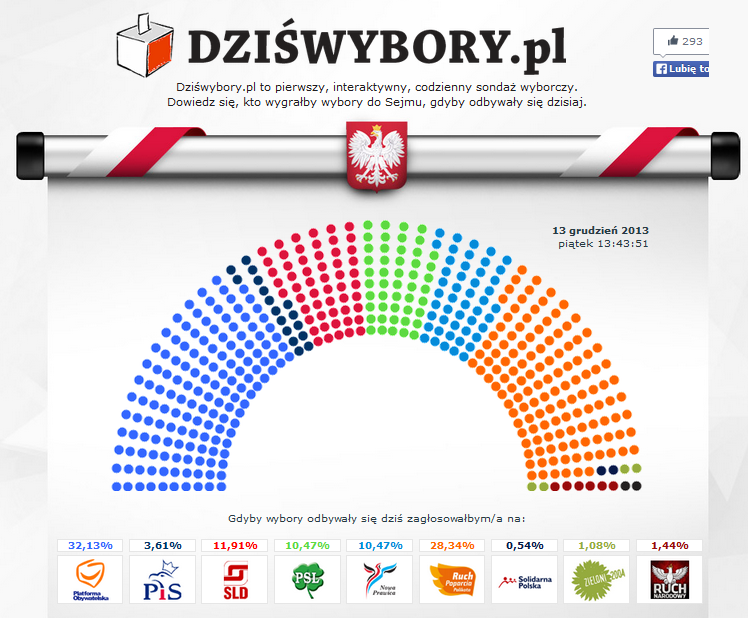 DZIŚWYBORY.pl
293
Lubię to
Dziświybory.pl to pierwszy, interaktywny, codzienny sondaż wyborczy.
Dowiedz się, kto wygrałby wybory do Sejmu, gdyby odbywały się dzisiaj.
13 grudzień 2013
piątek 13:43:51
Gdyby wybory odbywały się dziś zagłosowałbym/a na:
32,13% 3,61% 11,91% 10,47% 10,47% 28,34% 0,54% 1,08% 1,44%
Platforma Obywatelska
PiS
SLD
PSL
Nowa Prawica
Ruch Poparcia Palikota
Solidarna Polska
ZIELONI 2004
RUCH NARODOWY